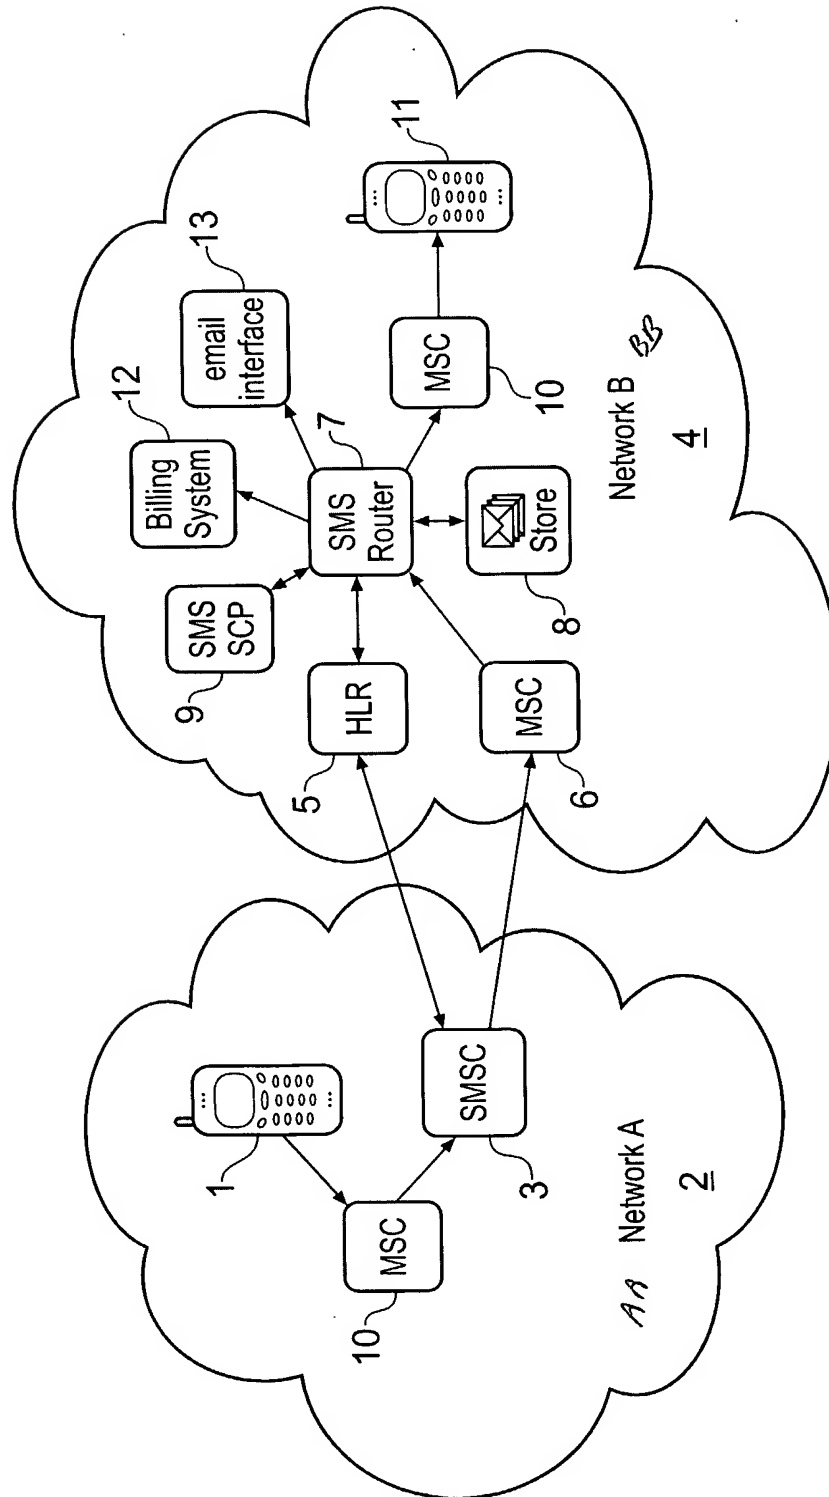 1
MSC
10
SMSC
3
AA Network A
2
9
SMS
SCP
12
Billing
System
13
email
interface
5
HLR
7
SMS
Router
11
MSC
10
MSC
6
Store
8
Network B BB
4